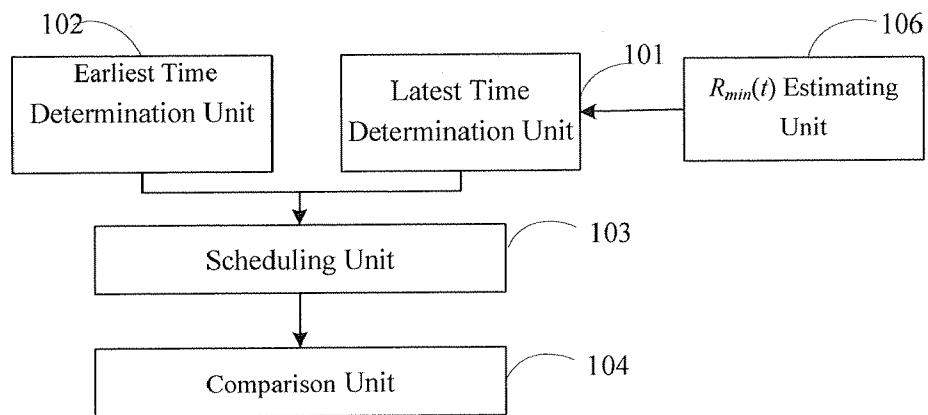 102
106
101
Earliest Time
Determination Unit
Latest Time
Determination Unit
Rmin(t) Estimating
Unit
103
Scheduling Unit
104
Comparison Unit